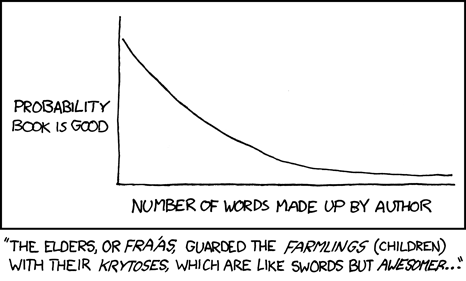 PROBABILITY
BOOK IS GOOD
NUMBER OF WORDS MADE UP BY AUTHOR
"THE ELDERS, OR FRAÁS, GUARDED THE FARMLINGS (CHILDREN)
WITH THEIR KRYTOSES, WHICH ARE LIKE SWORDS BUT AWESOMER..."